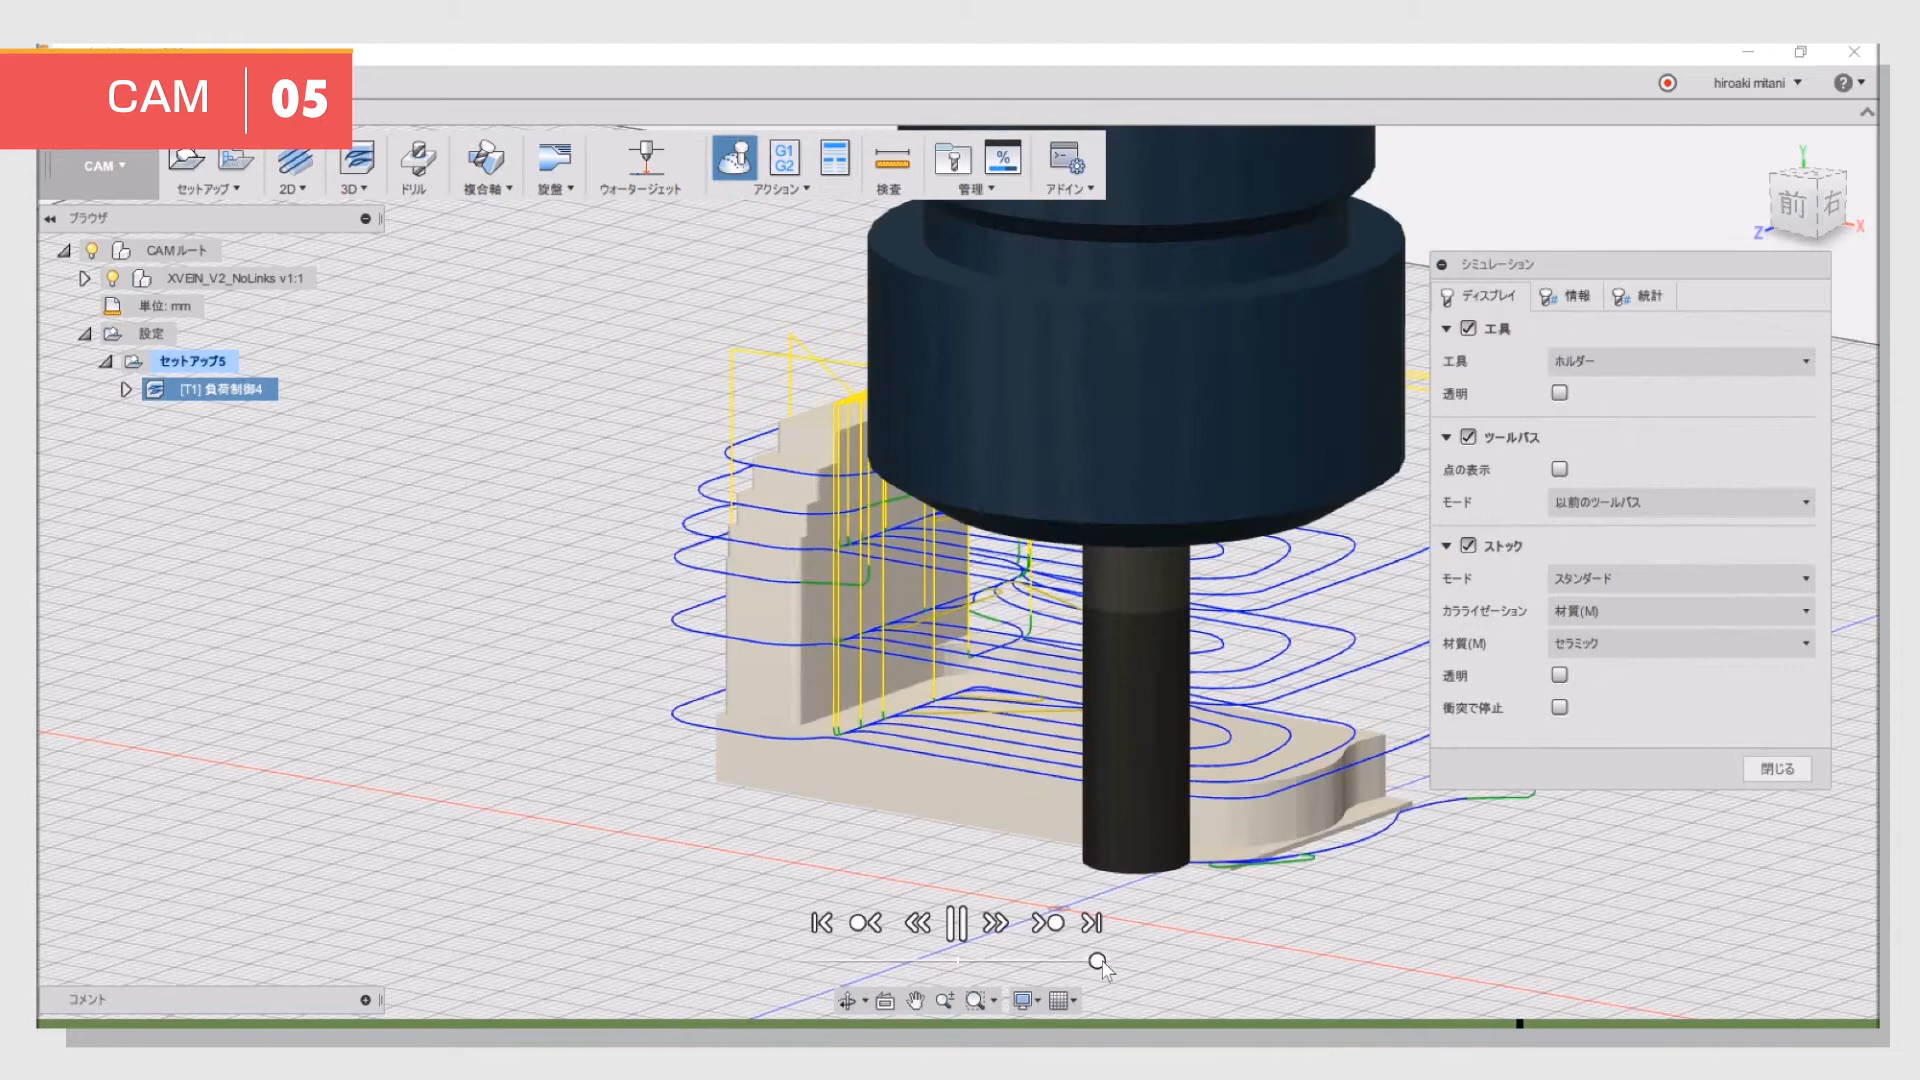 CAM | 05
hiroaki mitani
CAM
セットアップ
2D
3D
ドリル
複合軸
旋盤
ウォータージェット
G1
G2
アクション
検査
%
管理
アドイン
ブラウザ
CAMルート
XVEIN_V2_NoLinks v1:1
単位: mm
設定
セットアップ5
[T1] 負荷制御4
Y
前
右
Z
X
シミュレーション
ディスプレイ
情報
統計
工具
工具
ホルダー
透明
ツールパス
点の表示
モード
以前のツールパス
ストック
モード
スタンダード
カラライゼーション
材質(M)
材質(M)
セラミック
透明
衝突で停止
閉じる
コメント